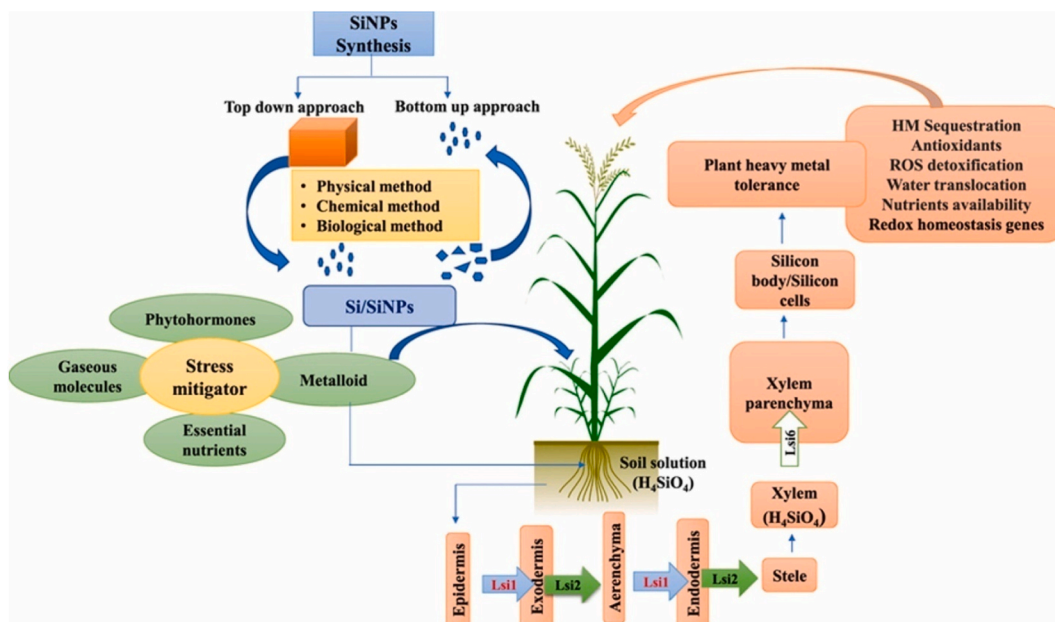 SiNPs
Synthesis
Top down approach
Bottom up approach
• Physical method
• Chemical method
• Biological method
Si/SiNPs
Phytohormones
Gaseous
molecules
Stress
mitigator
Metalloid
Essential
nutrients
Soil solution
(H₄SiO₄)
Epidermis
Lsi1
Exodermis
Lsi2
Aerenchyma
Lsi1
Endodermis
Lsi2
Stele
Xylem
(H₄SiO₄)
Lsi6
Xylem
parenchyma
Silicon
body/Silicon
cells
Plant heavy metal
tolerance
HM Sequestration
Antioxidants
ROS detoxification
Water translocation
Nutrients availability
Redox homeostasis genes